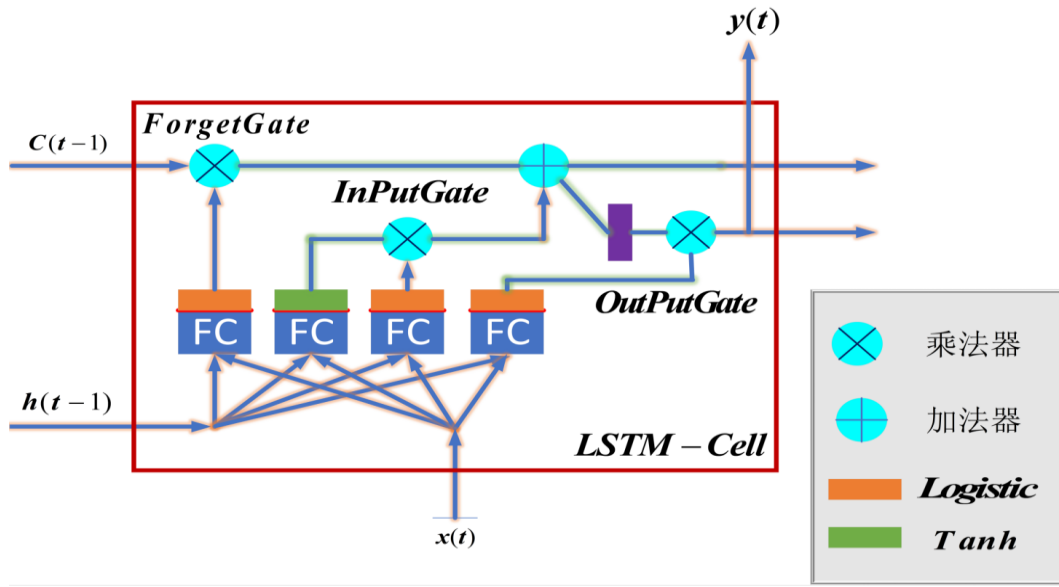 y(t)
ForgetGate
C(t−1)
InPutGate
OutPutGate
FC FC FC FC
h(t−1)
LSTM − Cell
x(t)
乘法器
加法器
Logistic
Tanh